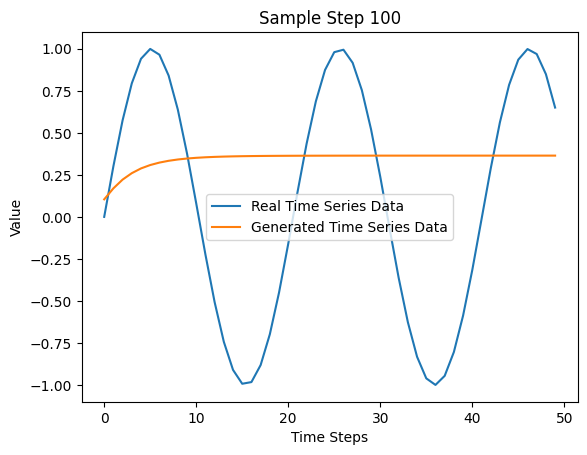 Sample Step 100
1.00
0.75
0.50
0.25
0.00
−0.25
−0.50
−0.75
−1.00
Value
Real Time Series Data
Generated Time Series Data
0 10 20 30 40 50
Time Steps